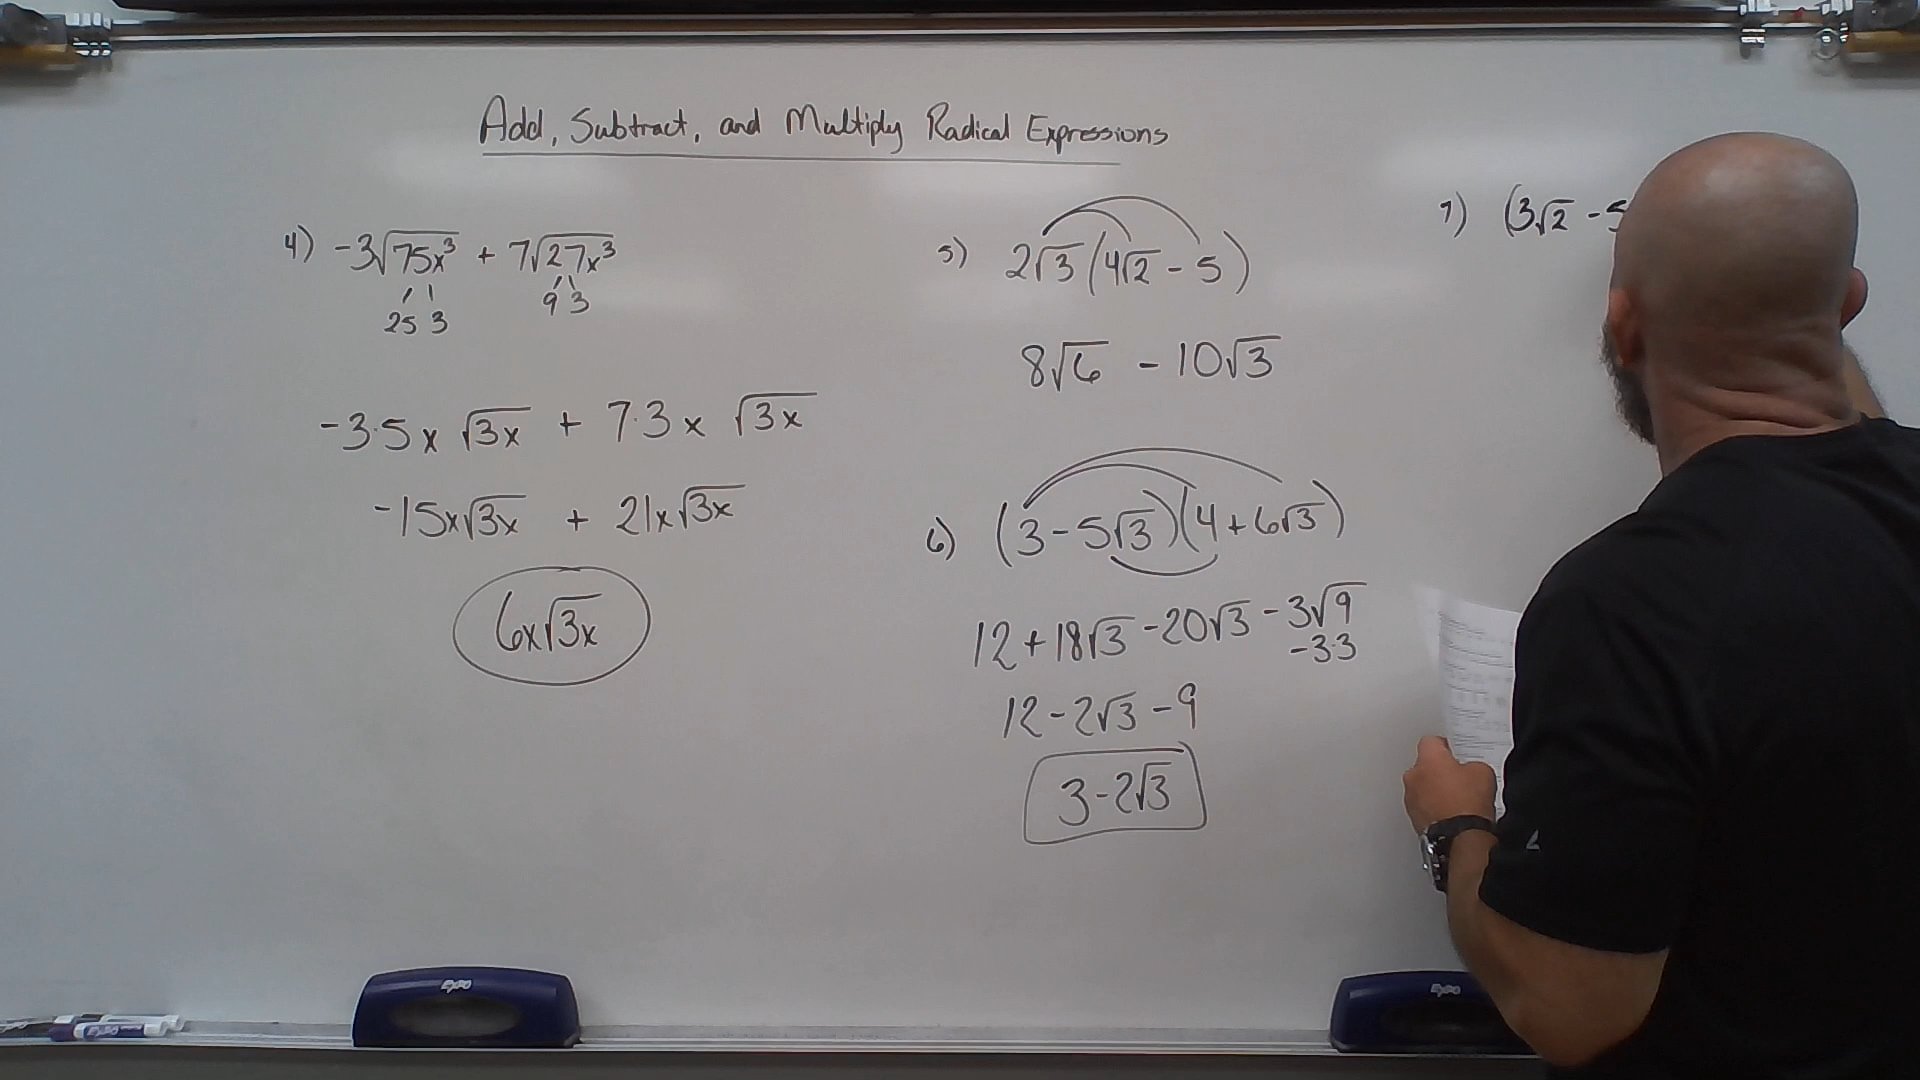 Add, Subtract, and Multiply Radical Expressions
4) -3√75x³ + 7√27x³
25 3 9 3
-3·5x √3x + 7·3x √3x
-15x√3x + 21x√3x
6x√3x
5) 2√3(4√2 - 5)
8√6 - 10√3
6) (3-5√3)(4+6√3)
12+18√3-20√3-3√9
-3·3
12-2√3-9
3-2√3
7) (3√2 - 5
Expo
Expo